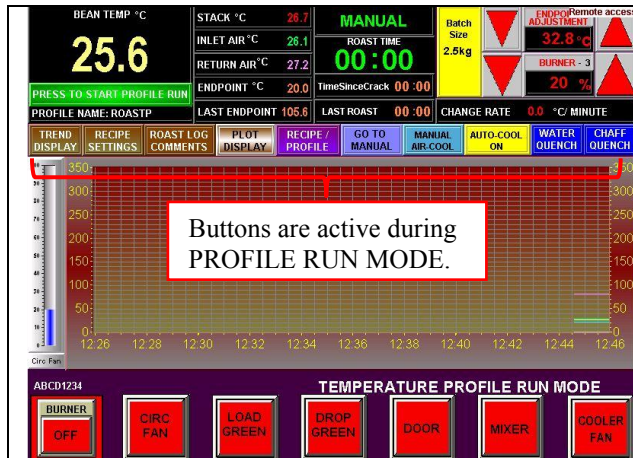 BEAN TEMP °C
25.6
PRESS TO START PROFILE RUN
PROFILE NAME: ROASTP
STACK °C 26.7
INLET AIR °C 26.1
RETURN AIR°C 27.2
ENDPOINT °C 20.0
LAST ENDPOINT 105.6
MANUAL
ROAST TIME
00:00
TimeSinceCrack 00:00
LAST ROAST 00:00
Batch
Size
2.5kg
Remote access
ADJUSTMENT
32.8 °C
BURNER - 3
20 %
CHANGE RATE 0.0 °C/ MINUTE
TREND DISPLAY
RECIPE SETTINGS
ROAST LOG COMMENTS
PLOT DISPLAY
RECIPE / PROFILE
GO TO MANUAL
MANUAL AIR-COOL
AUTO-COOL ON
WATER QUENCH
CHAFF QUENCH
350 350
300 300
250 250
200
150 150
100 100
50 50
0 0
Buttons are active during
PROFILE RUN MODE.
12:26 12:28 12:30 12:32 12:34 12:36 12:38 12:40 12:42 12:44 12:46
Circ Fan
ABCD1234
TEMPERATURE PROFILE RUN MODE
BURNER
OFF
CIRC
FAN
LOAD
GREEN
DROP
GREEN
DOOR
MIXER
COOLER
FAN